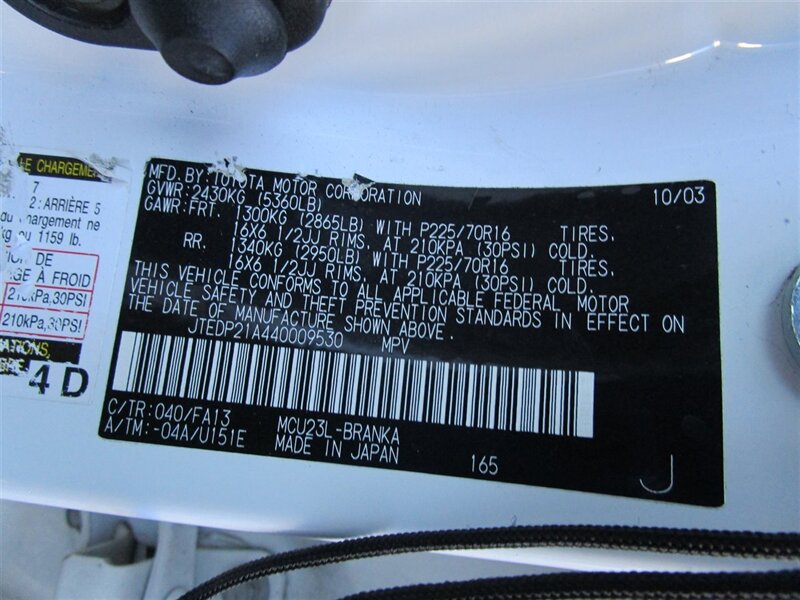 LE CHARGEMENT
7
2:ARRIÈRE 5
du chargement ne
kg ou 1159 lb.
ION DE
GE À FROID
210kPa,30PSI
210kPa,30PSI
4 D
MFD.BY:TOYOTA MOTOR CORPORATION 10/03
GVWR:2430KG (5360LB)
GAWR:FRT. 1300KG (2865LB) WITH P225/70R16 TIRES.
16X6 1/2JJ RIMS, AT 210KPA (30PSI) COLD.
RR. 1340KG (2950LB) WITH P225/70R16 TIRES.
16X6 1/2JJ RIMS, AT 210KPA (30PSI) COLD.
THIS VEHICLE CONFORMS TO ALL APPLICABLE FEDERAL MOTOR
VEHICLE SAFETY AND THEFT PREVENTION STANDARDS IN EFFECT ON
THE DATE OF MANUFACTURE SHOWN ABOVE.
JTEDP21A440009530 MPV
C/TR:040/FA13 MCU23L-BRANKA
A/TM:-04A/U151E MADE IN JAPAN 165 J